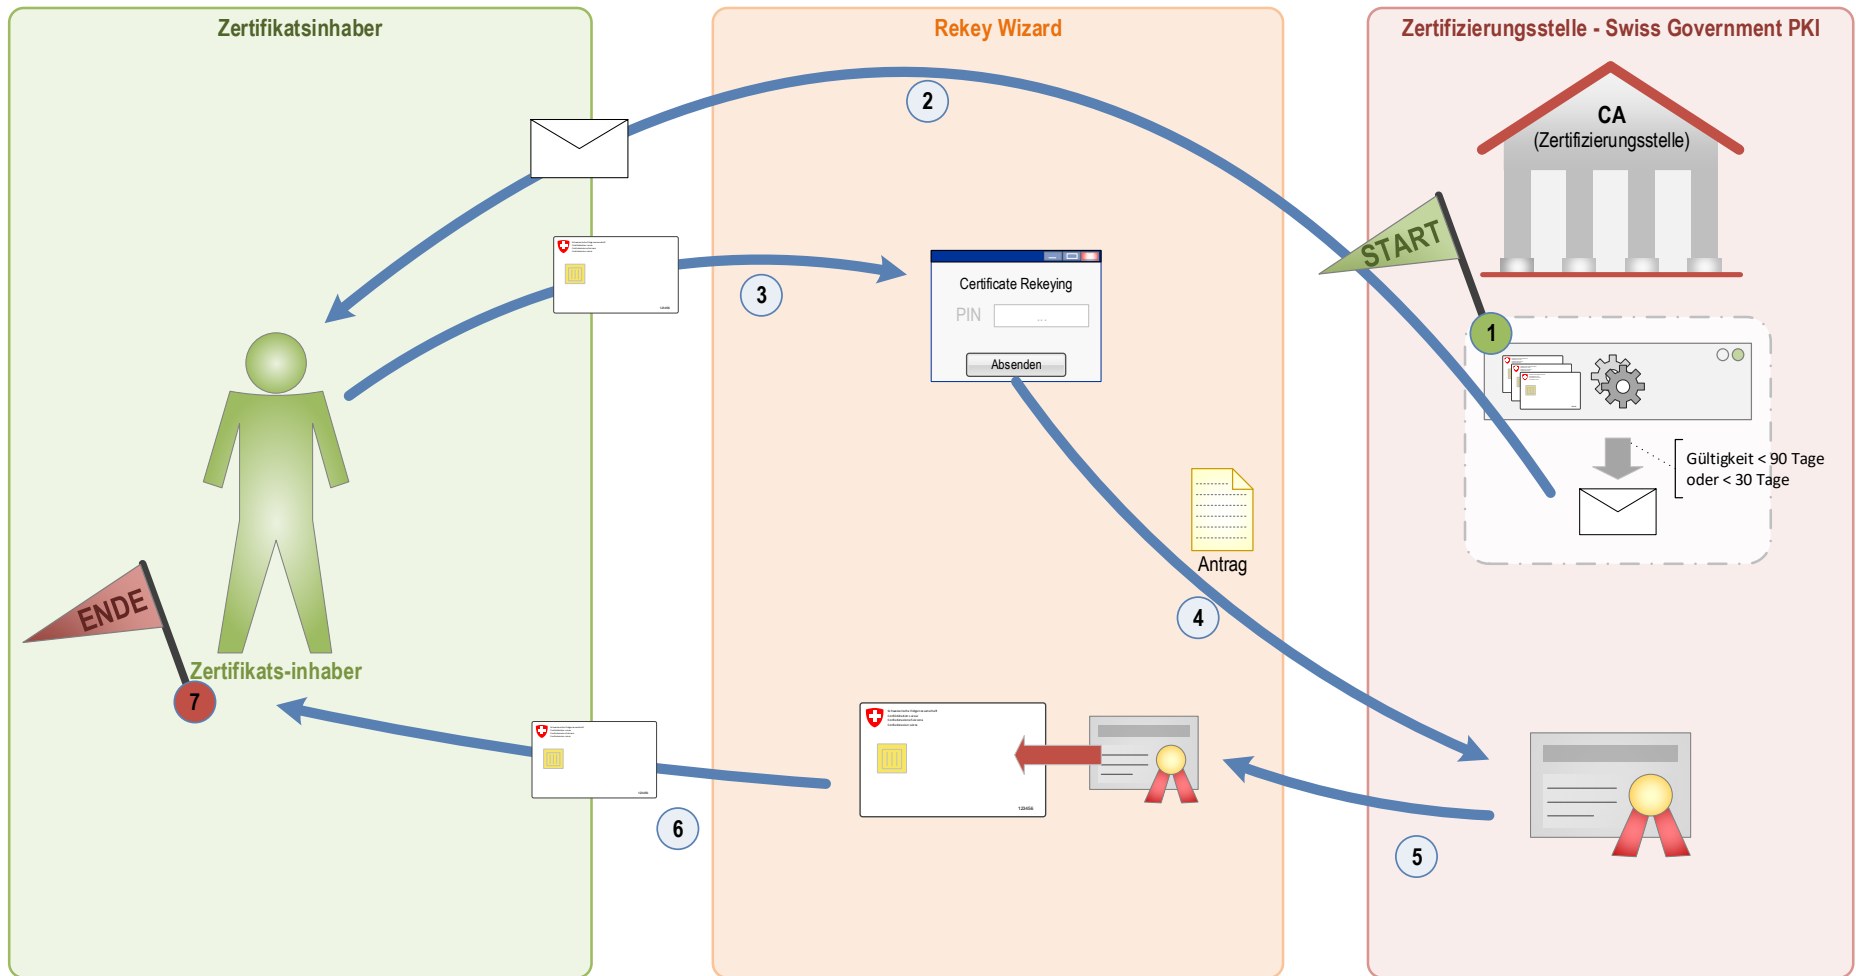 Zertifikatsinhaber
Rekey Wizard
Zertifizierungsstelle - Swiss Government PKI
2
CA
(Zertifizierungsstelle)
START
3
Certificate Rekeying
PIN
....
Absenden
1
Gültigkeit < 90 Tage
oder < 30 Tage
Antrag
4
ENDE
Zertifikats-inhaber
7
123456
6
5